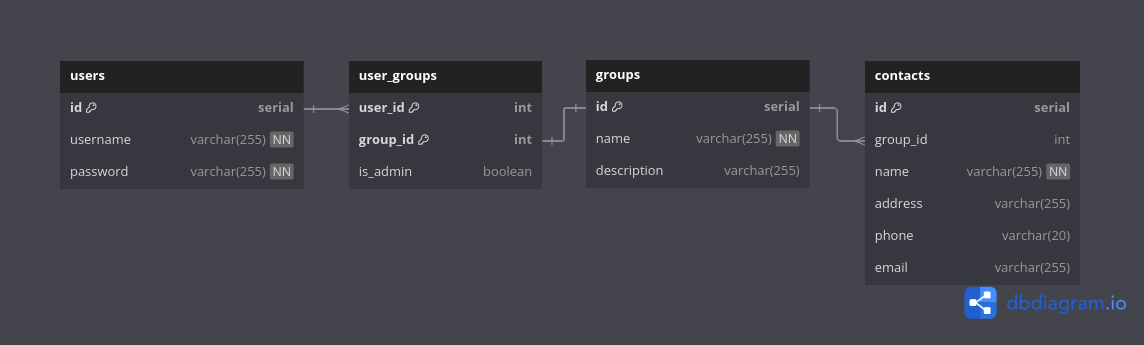 users
id serial
username varchar(255) NN
password varchar(255) NN
user_groups
user_id int
group_id int
is_admin boolean
groups
id serial
name varchar(255) NN
description varchar(255)
contacts
id serial
group_id int
name varchar(255) NN
address varchar(255)
phone varchar(20)
email varchar(255)
dbdiagram.io